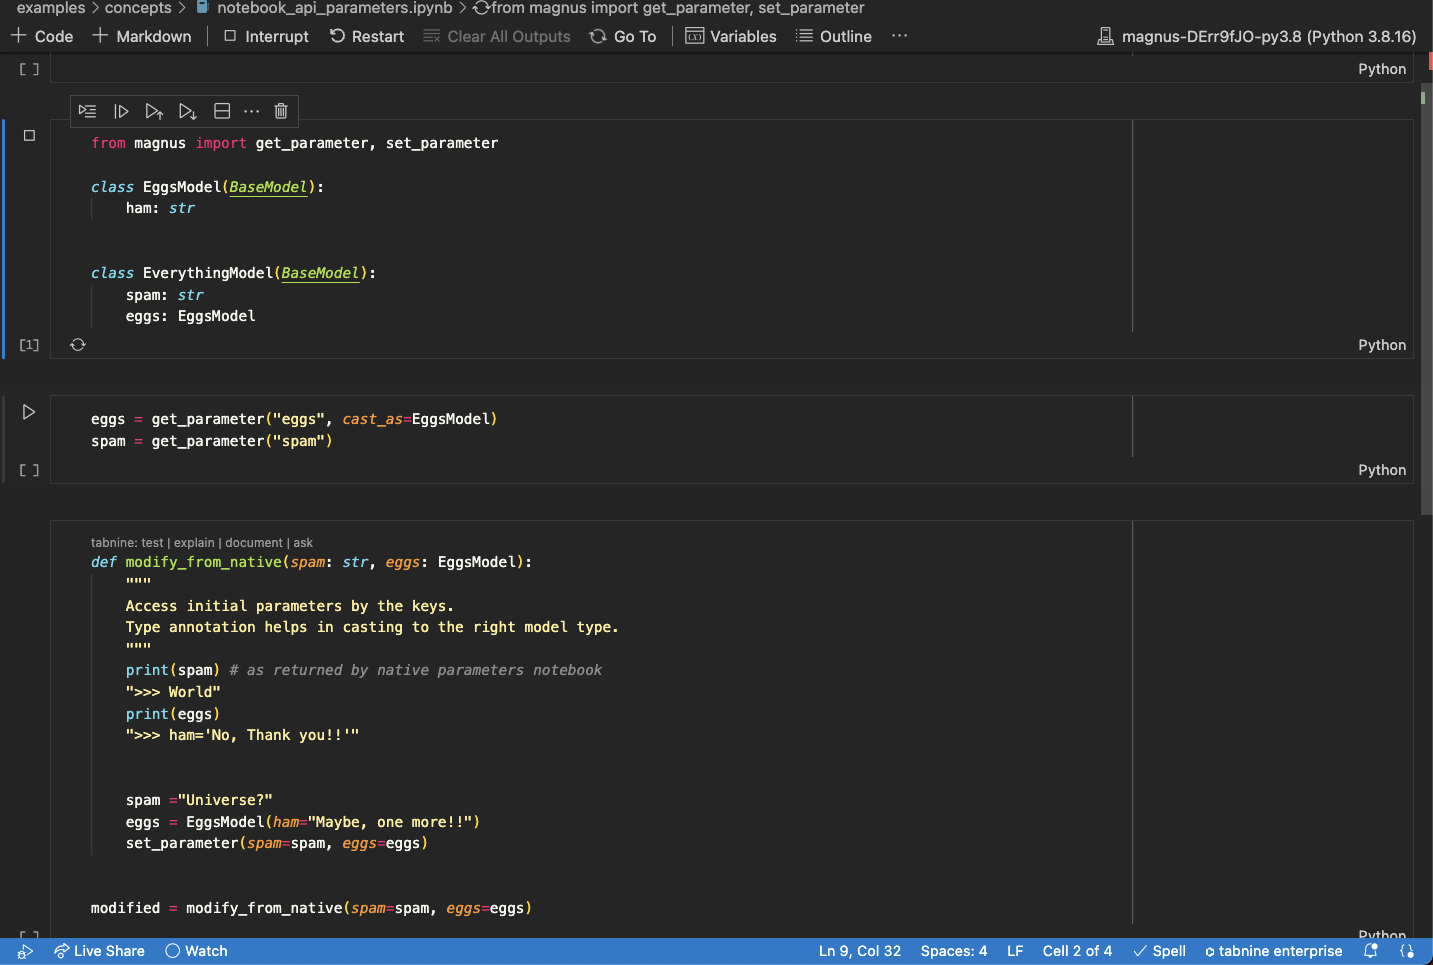 examples > concepts > notebook_api_parameters.ipynb > from magnus import get_parameter, set_parameter
+ Code + Markdown | Interrupt Restart Clear All Outputs Go To | Variables Outline ··· magnus-DErr9fJO-py3.8 (Python 3.8.16)
[ ] Python
from magnus import get_parameter, set_parameter
class EggsModel(BaseModel):
ham: str
class EverythingModel(BaseModel):
spam: str
eggs: EggsModel
[1] Python
eggs = get_parameter("eggs", cast_as=EggsModel)
spam = get_parameter("spam")
[ ] Python
tabnine: test | explain | document | ask
def modify_from_native(spam: str, eggs: EggsModel):
"""
Access initial parameters by the keys.
Type annotation helps in casting to the right model type.
"""
print(spam) # as returned by native parameters notebook
">>> World"
print(eggs)
">>> ham='No, Thank you!!'"
spam ="Universe?"
eggs = EggsModel(ham="Maybe, one more!!")
set_parameter(spam=spam, eggs=eggs)
modified = modify_from_native(spam=spam, eggs=eggs)
[ ] Python
Live Share Watch Ln 9, Col 32 Spaces: 4 LF Cell 2 of 4 Spell tabnine enterprise